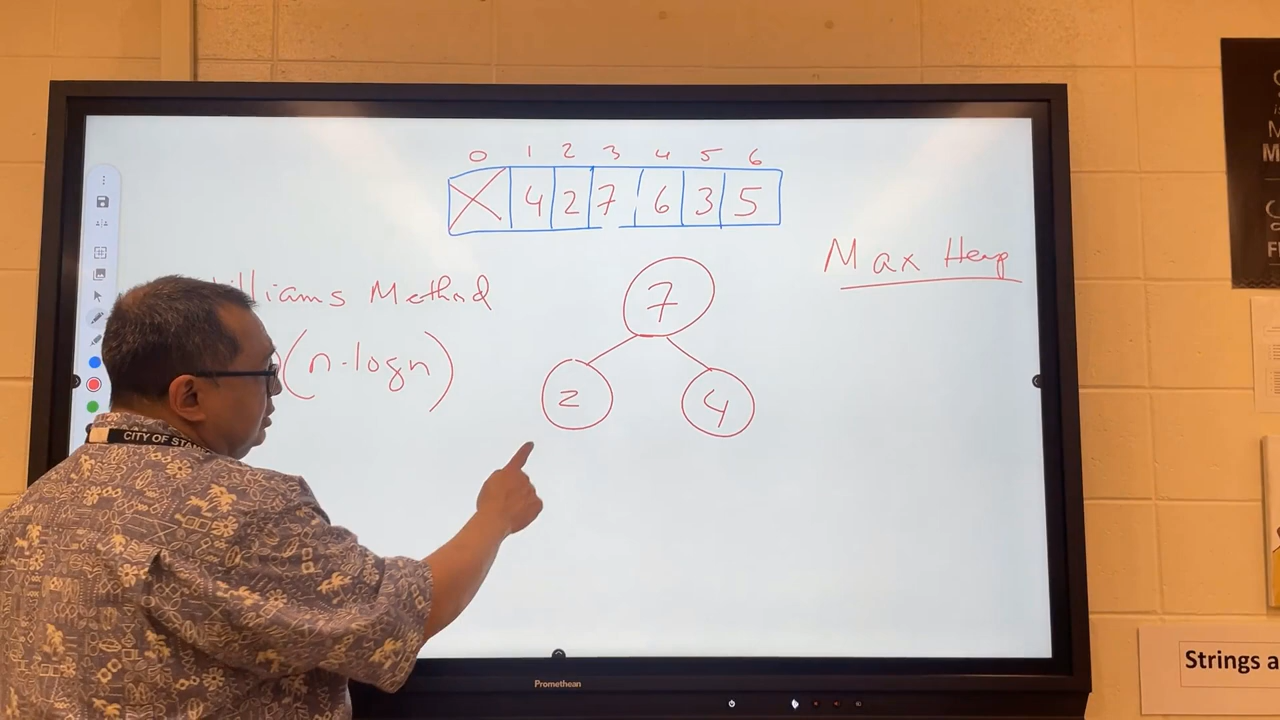 0 1 2 3 4 5 6
4 2 7 6 3 5
Max Heap
illiams Method
(n·logn)
7
2 4
CITY OF STAM
Promethean
Strings a